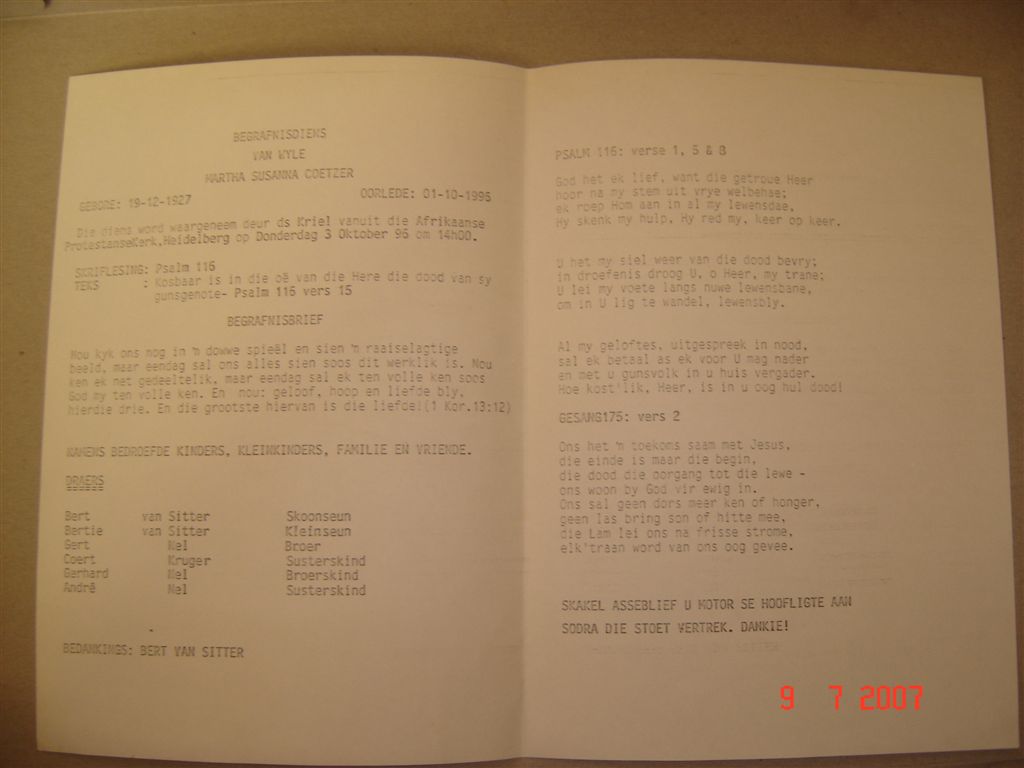 BEGRAFNISDIENS
VAN WYLE
MARTHA SUSANNA COETZER
GEBORE: 19-12-1927 OORLEDE: 01-10-1996
Die diens word waargeneem deur ds Kriel vanuit die Afrikaanse
ProtestanseKerk,Heidelberg op Donderdag 3 Oktober 96 om 14H00.
SKRIFLESING: Psalm 116
TEKS : Kosbaar is in die oë van die Here die dood van sy
gunsgenote- Psalm 116 vers 15
BEGRAFNISBRIEF
Nou kyk ons nog in 'n dowwe spieël en sien 'n raaiselagtige
beeld, maar eendag sal ons alles sien soos dit werklik is. Nou
ken ek net gedeeltelik, maar eendag sal ek ten volle ken soos
God my ten volle ken. En nou: geloof, hoop en liefde bly,
hierdie drie. En die grootste hiervan is die liefde!(1 Kor.13:12)
NAMENS BEDROEFDE KINDERS, KLEINKINDERS, FAMILIE EN VRIENDE.
DRAERS
Bert van Sitter Skoonseun
Bertie van Sitter Kleinseun
Gert Nel Broer
Coert Kruger Susterskind
Gerhard Nel Broerskind
André Nel Susterskind
BEDANKINGS: BERT VAN SITTER
PSALM 116: verse 1, 5 & 8
God het ek lief, want die getroue Heer
hoor na my stem uit vrye welbehae;
ek roep Hom aan in al my lewensdae,
Hy skenk my hulp, Hy red my, keer op keer.
U het my siel weer van die dood bevry;
in droefenis droog U, o Heer, my trane;
U lei my voete langs nuwe lewensbane,
om in U lig te wandel, lewensbly.
Al my geloftes, uitgespreek in nood,
sal ek betaal as ek voor U mag nader
en met u gunsvolk in u huis vergader.
Hoe kost'lik, Heer, is in u oog hul dood!
GESANG175: vers 2
Ons het 'n toekoms saam met Jesus,
die einde is maar die begin,
die dood die oorgang tot die lewe -
ons woon by God vir ewig in.
Ons sal geen dors meer ken of honger,
geen las bring son of hitte mee,
die Lam lei ons na frisse strome,
elk'traan word van ons oog gevee.
SKAKEL ASSEBLIEF U MOTOR SE HOOFLIGTE AAN
SODRA DIE STOET VERTREK. DANKIE!
9 7 2007